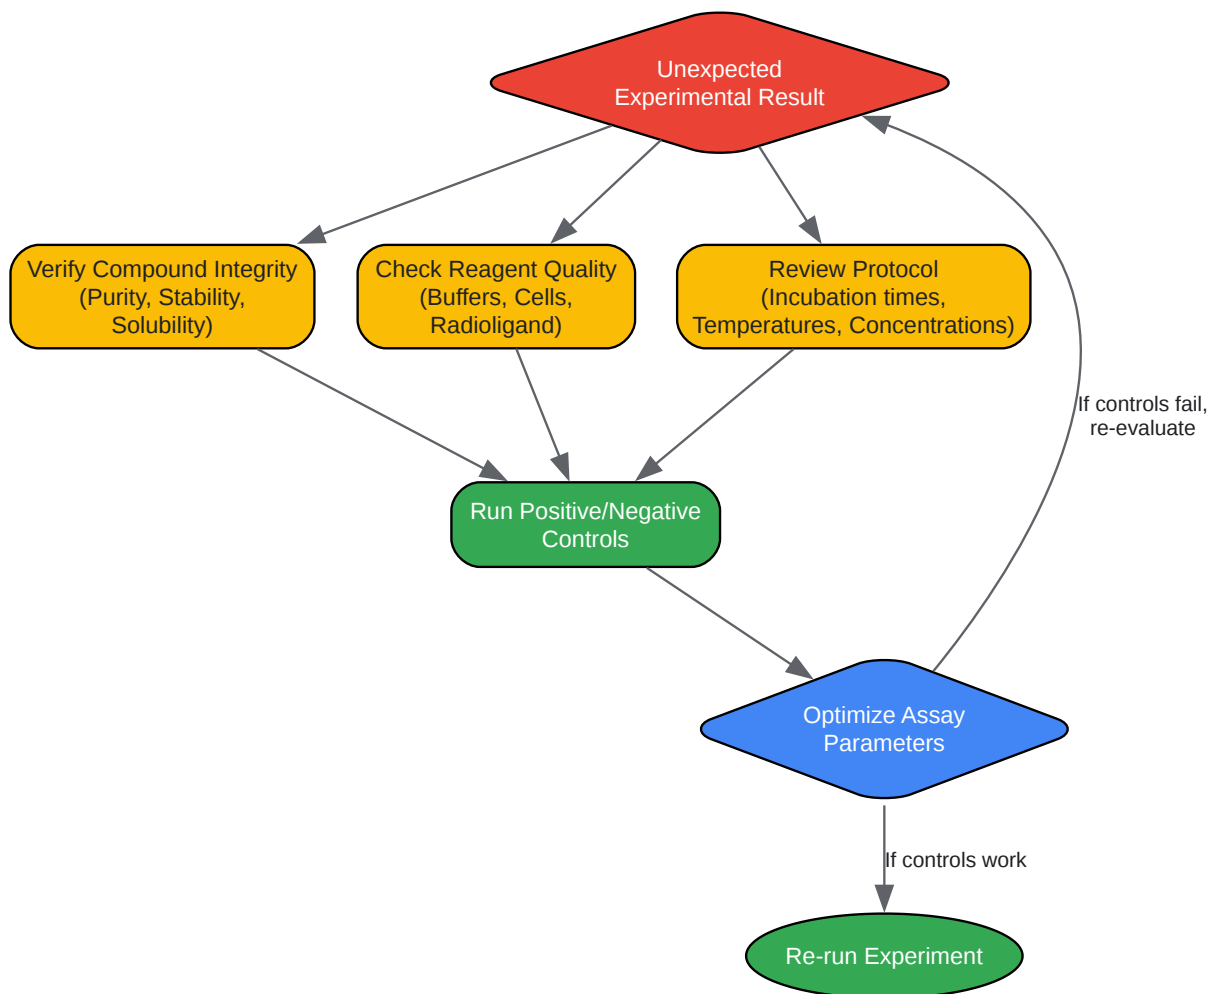 Unexpected
Experimental Result
Verify Compound Integrity
(Purity, Stability,
Solubility)
Check Reagent Quality
(Buffers, Cells,
Radioligand)
Review Protocol
(Incubation times,
Temperatures, Concentrations)
If controls fail,
re-evaluate
Run Positive/Negative
Controls
Optimize Assay
Parameters
If controls work
Re-run Experiment